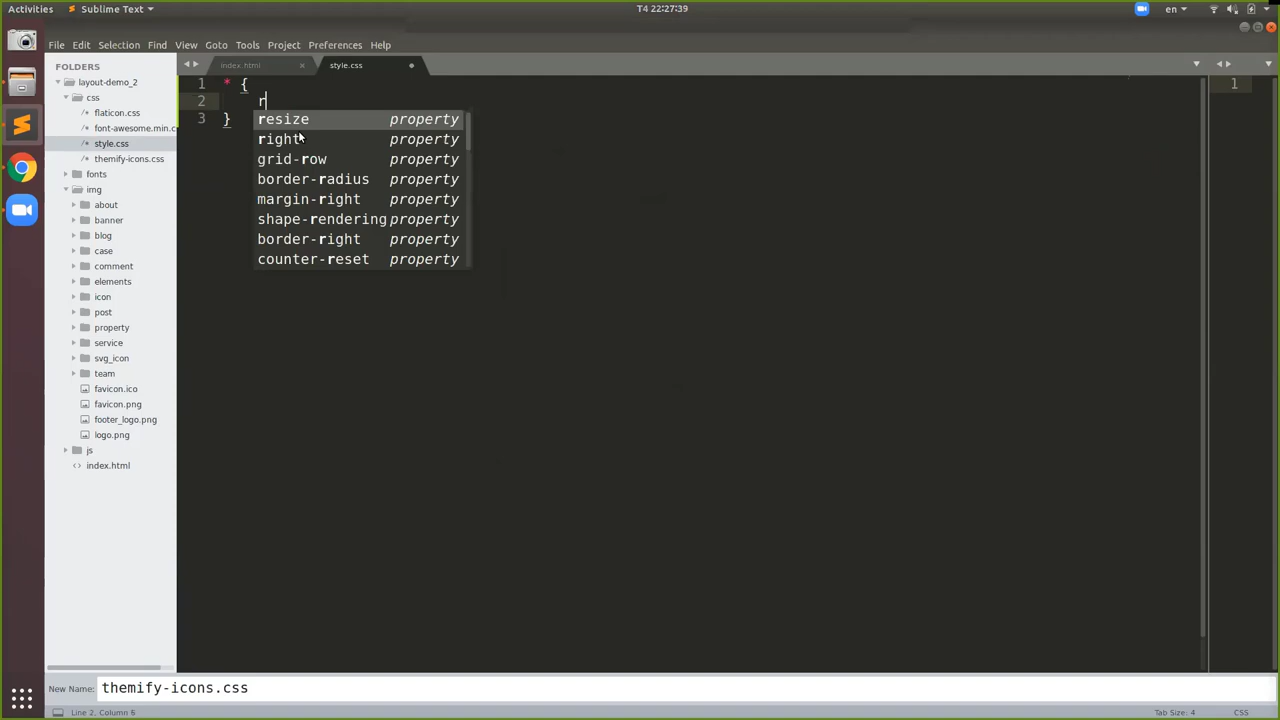 Activities
Sublime Text
T4 22:27:39
en
File Edit Selection Find View Goto Tools Project Preferences Help
FOLDERS
layout-demo_2
css
flaticon.css
font-awesome.min.c
style.css
themify-icons.css
fonts
img
about
banner
blog
case
comment
elements
icon
post
property
service
svg_icon
team
favicon.ico
favicon.png
footer_logo.png
logo.png
js
index.html
index.html
style.css
1 * {
2 r
3 }
resize property
right property
grid-row property
border-radius property
margin-right property
shape-rendering property
border-right property
counter-reset property
1
New Name: themify-icons.css
Line 2, Column 6
Tab Size: 4
CSS